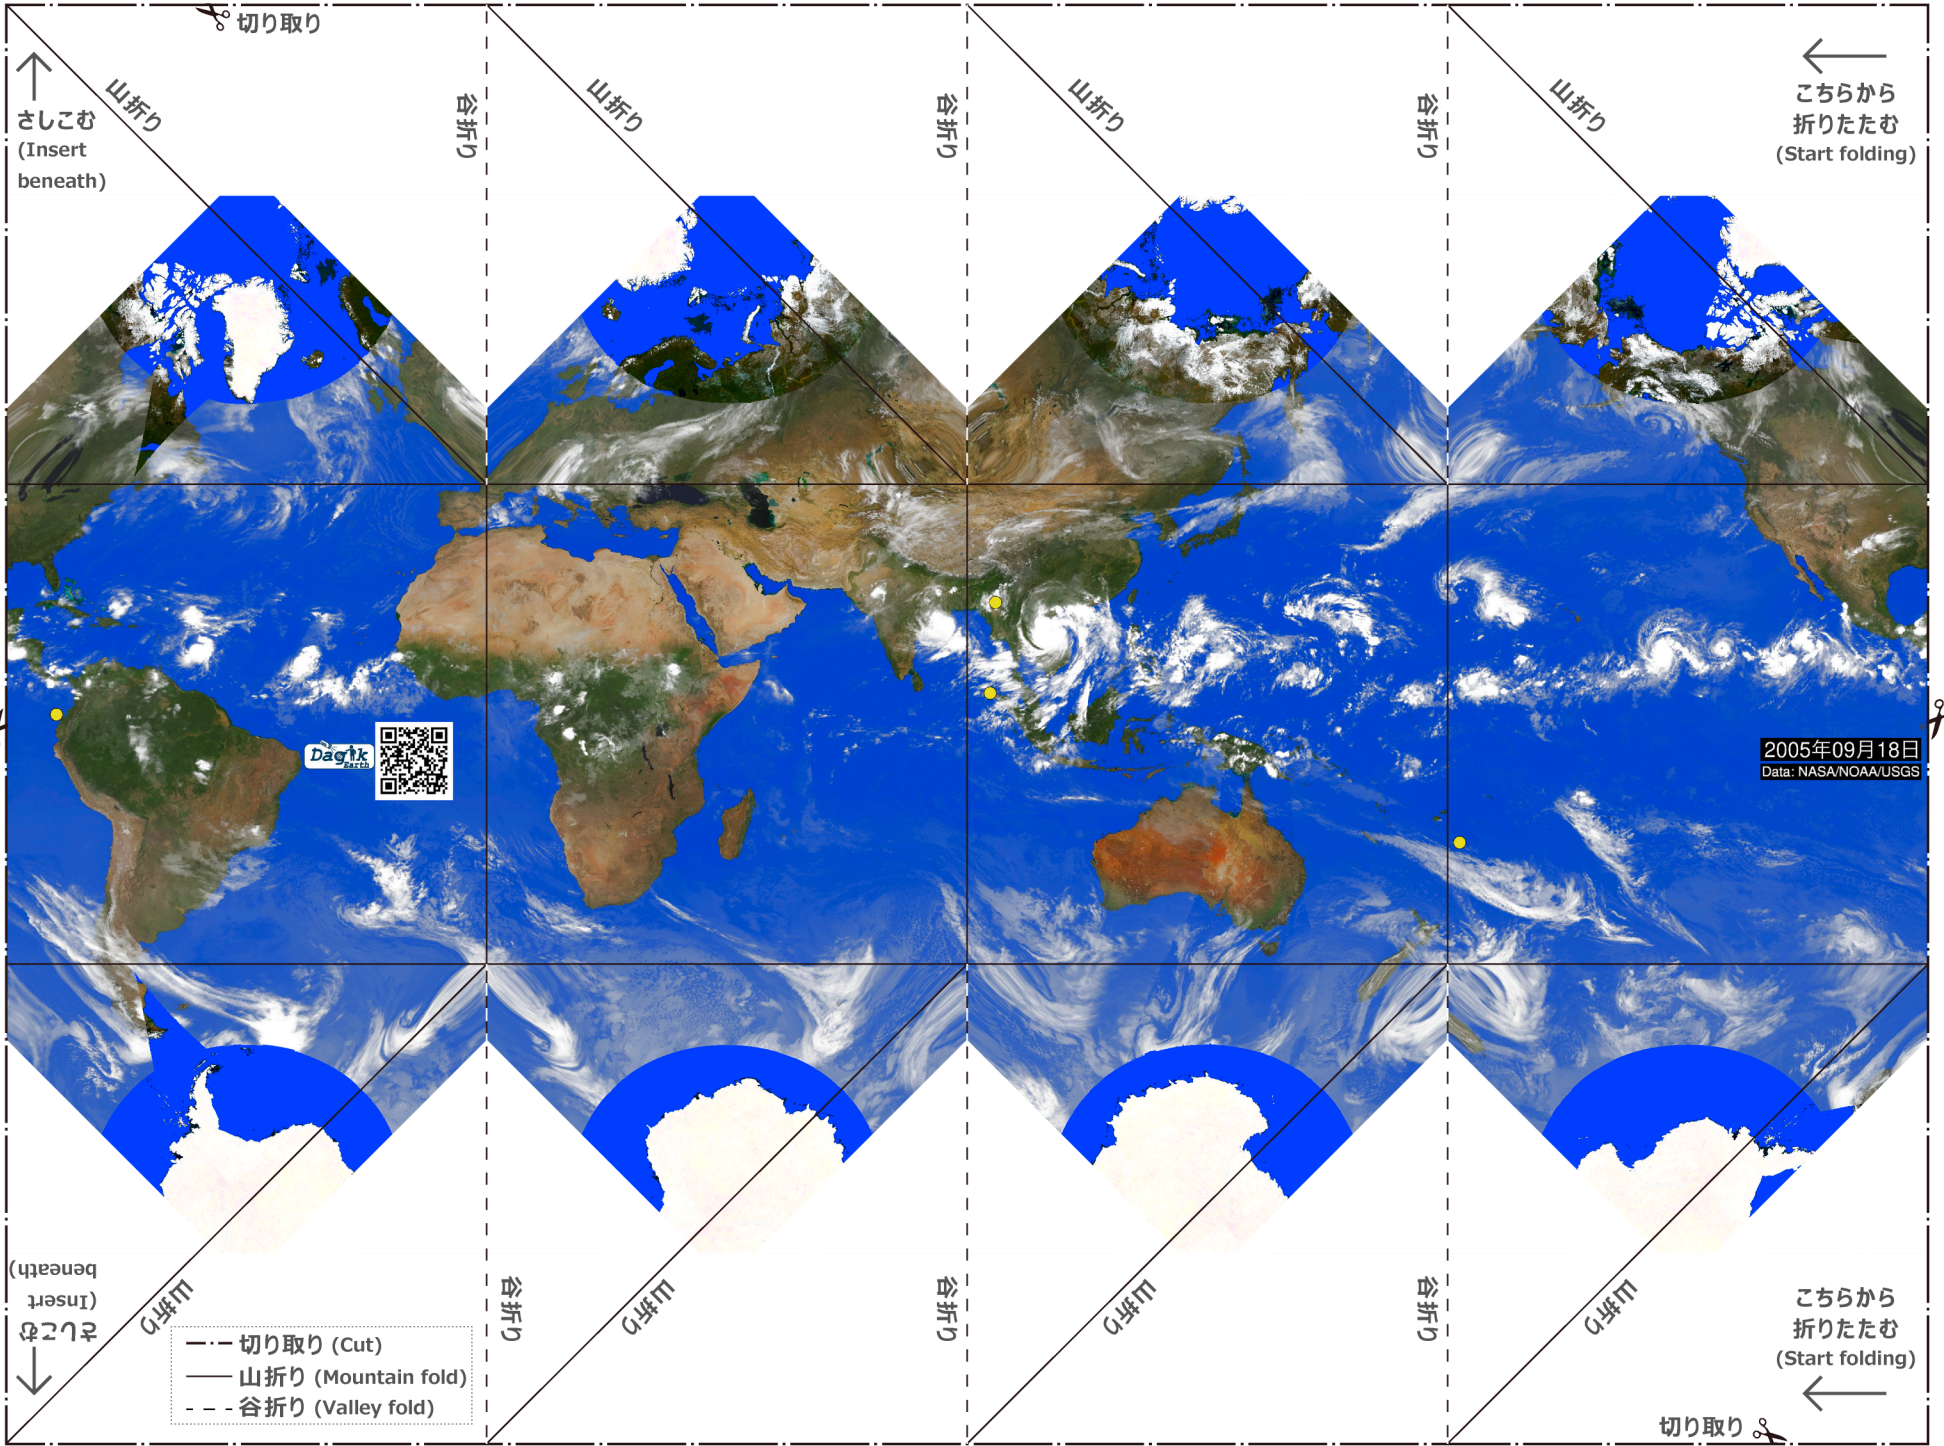 切り取り
山折り
谷折り
山折り
谷折り
山折り
谷折り
山折り
さしこむ
(Insert
beneath)
こちらから
折りたたむ
(Start folding)
Dagik
Earth
2005年09月18日
Data: NASA/NOAA/USGS
さしこむ
(Insert
beneath)
山折り
谷折り
山折り
谷折り
山折り
谷折り
山折り
こちらから
折りたたむ
(Start folding)
切り取り (Cut)
山折り (Mountain fold)
谷折り (Valley fold)
切り取り